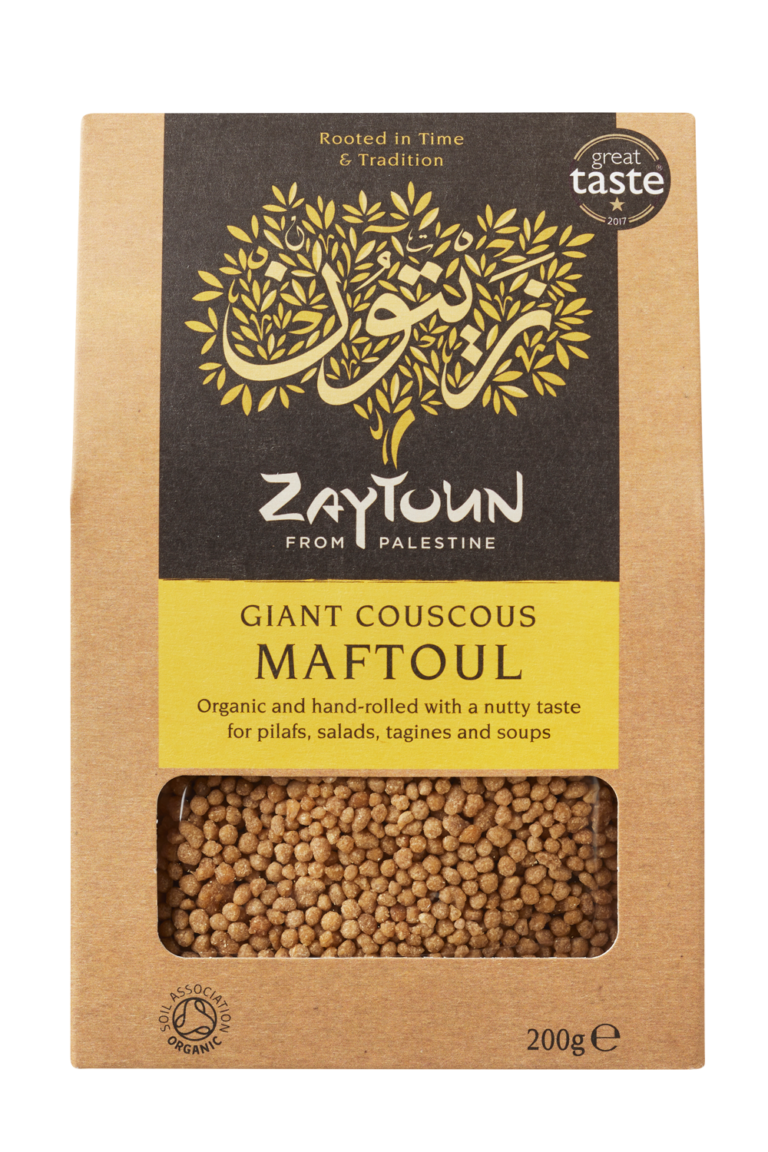 Rooted in Time
& Tradition
great
taste
2017
زيتون
ZAYTOUN
FROM PALESTINE
GIANT COUSCOUS
MAFTOUL
Organic and hand-rolled with a nutty taste
for pilafs, salads, tagines and soups
SOIL ASSOCIATION
ORGANIC
200g ℮